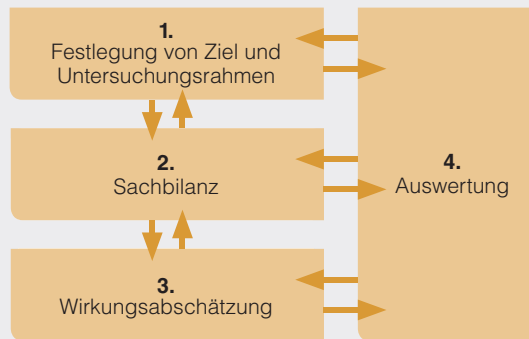 1.
Festlegung von Ziel und
Untersuchungsrahmen
2.
Sachbilanz
3.
Wirkungsabschätzung
4.
Auswertung